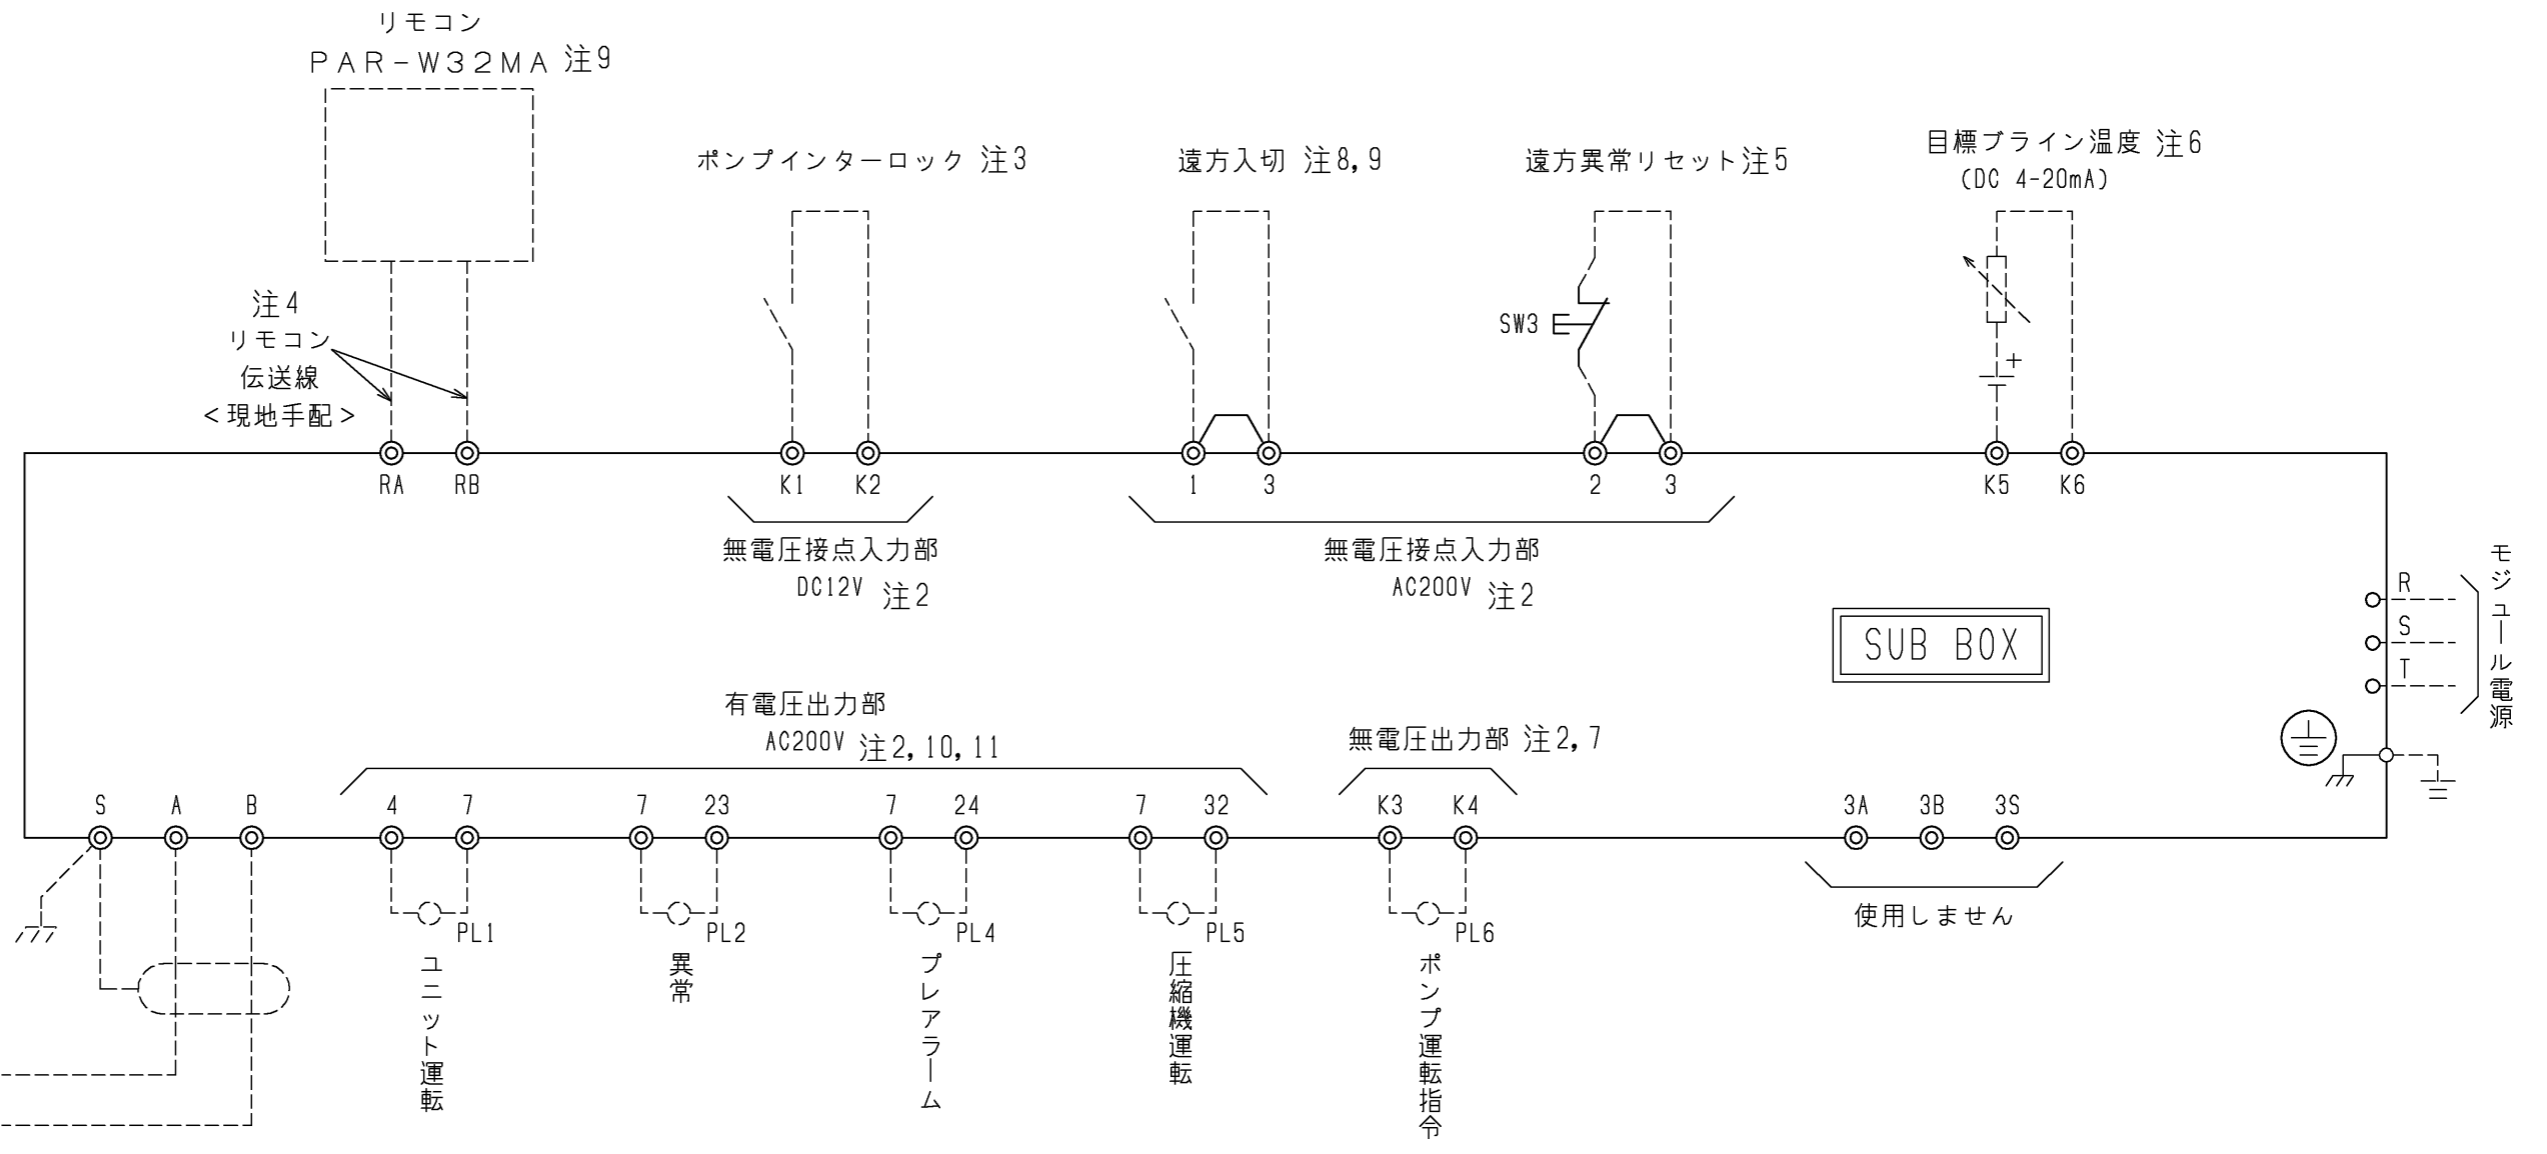 リモコン
PAR-W32MA 注9
ポンプインターロック 注3
遠方入切 注8,9
遠方異常リセット注5
目標ブライン温度 注6
(DC 4-20mA)
注4
リモコン
伝送線
<現地手配>
SW3
+
RA RB K1 K2 1 3 2 3 K5 K6
無電圧接点入力部
DC12V 注2
無電圧接点入力部
AC200V 注2
SUB BOX
R
S
T
モジュール電源
有電圧出力部
AC200V 注2,10,11
無電圧出力部 注2,7
S A B 4 7 7 23 7 24 7 32 K3 K4 3A 3B 3S
使用しません
PL1 PL2 PL4 PL5 PL6
ユニット運転
異常
プレアラーム
圧縮機運転
ポンプ運転指令